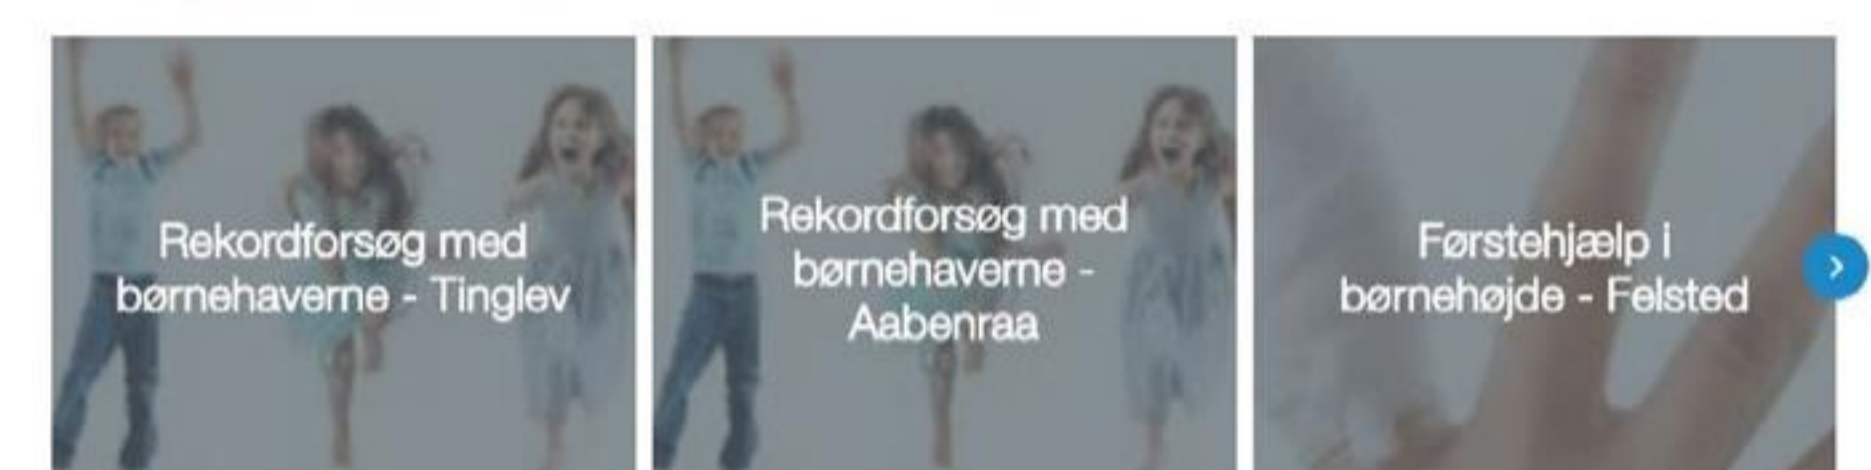 Rekordforsøg med
børnehaverne - Tinglev
Rekordforsøg med
børnehaverne -
Aabenraa
Førstehjælp i
børnehøjde - Felsted